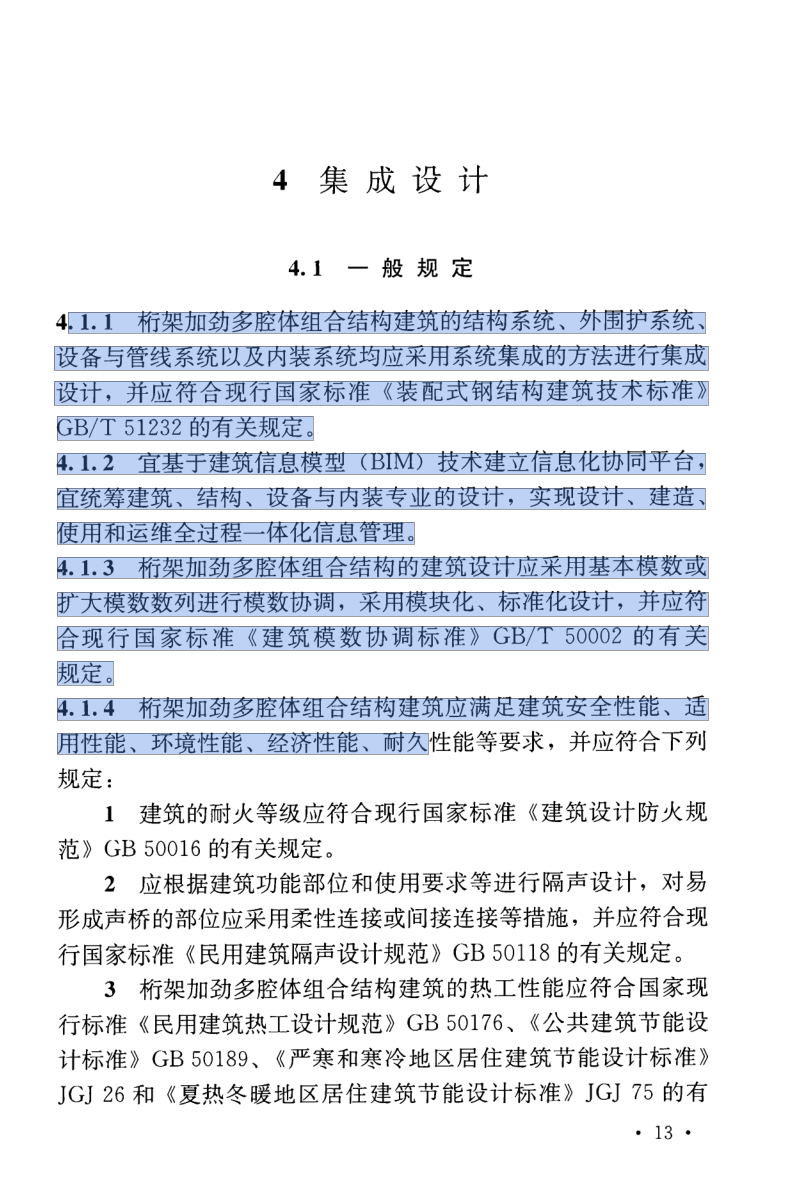 4 集成设计
4.1 一般规定
4.1.1 桁架加劲多腔体组合结构建筑的结构系统、外围护系统、
设备与管线系统以及内装系统均应采用系统集成的方法进行集成
设计，并应符合现行国家标准《装配式钢结构建筑技术标准》
GB/T 51232 的有关规定。
4.1.2 宜基于建筑信息模型（BIM）技术建立信息化协同平台，
宜统筹建筑、结构、设备与内装专业的设计，实现设计、建造、
使用和运维全过程一体化信息管理。
4.1.3 桁架加劲多腔体组合结构的建筑设计应采用基本模数或
扩大模数数列进行模数协调，采用模块化、标准化设计，并应符
合现行国家标准《建筑模数协调标准》GB/T 50002 的有关
规定。
4.1.4 桁架加劲多腔体组合结构建筑应满足建筑安全性能、适
用性能、环境性能、经济性能、耐久性能等要求，并应符合下列
规定：
1 建筑的耐火等级应符合现行国家标准《建筑设计防火规
范》GB 50016 的有关规定。
2 应根据建筑功能部位和使用要求等进行隔声设计，对易
形成声桥的部位应采用柔性连接或间接连接等措施，并应符合现
行国家标准《民用建筑隔声设计规范》GB 50118 的有关规定。
3 桁架加劲多腔体组合结构建筑的热工性能应符合国家现
行标准《民用建筑热工设计规范》GB 50176、《公共建筑节能设
计标准》GB 50189、《严寒和寒冷地区居住建筑节能设计标准》
JGJ 26 和《夏热冬暖地区居住建筑节能设计标准》JGJ 75 的有
· 13 ·